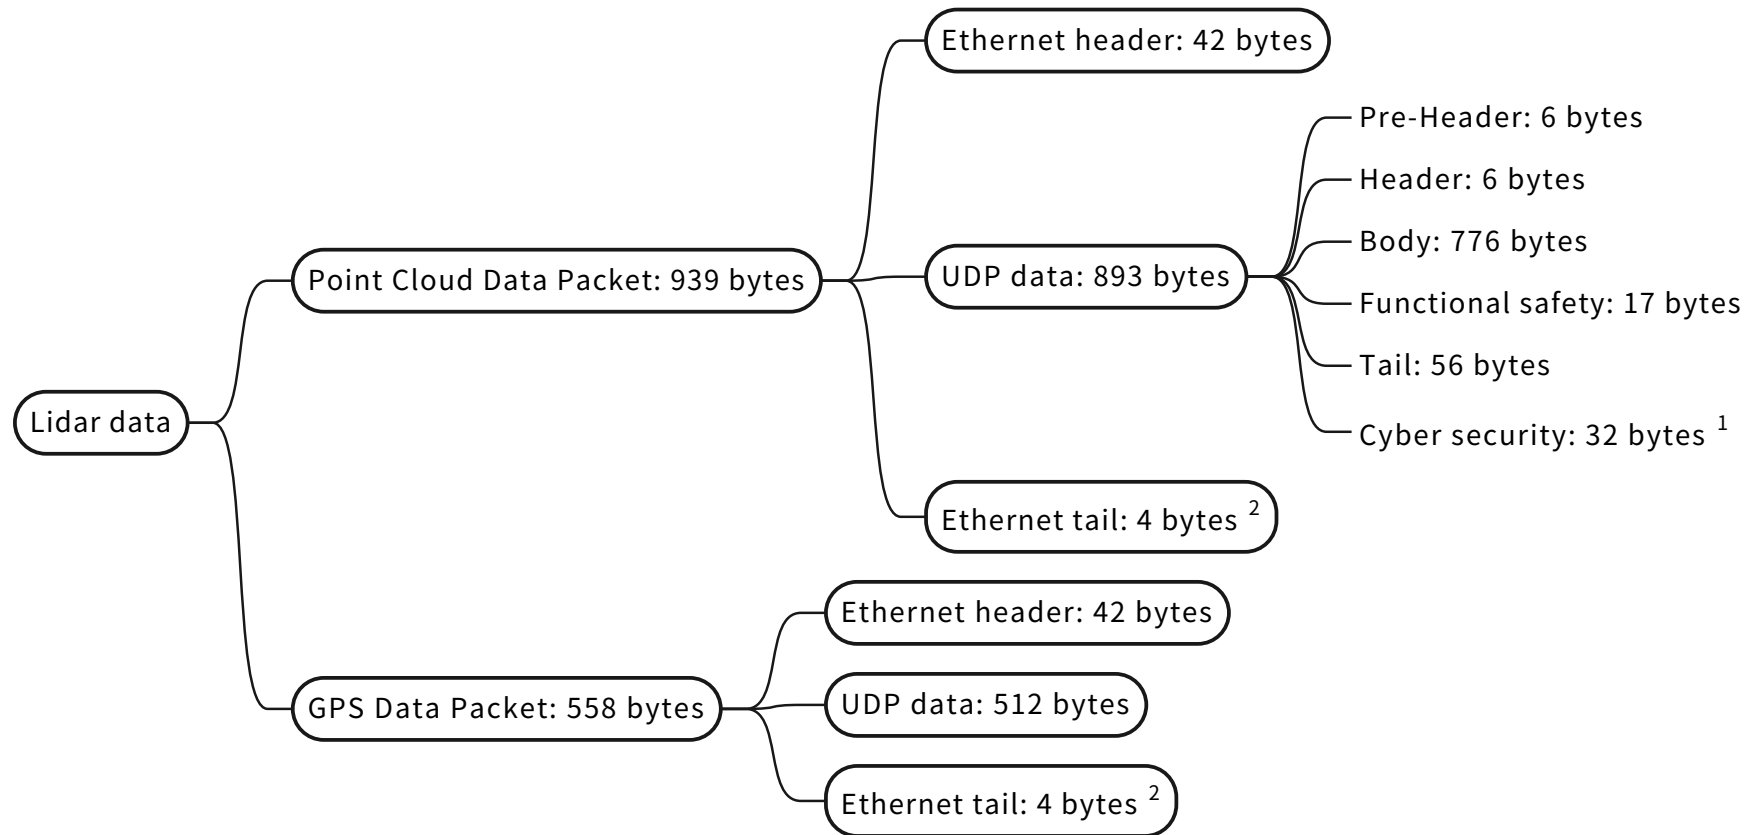 Lidar data
Point Cloud Data Packet: 939 bytes
Ethernet header: 42 bytes
UDP data: 893 bytes
Pre-Header: 6 bytes
Header: 6 bytes
Body: 776 bytes
Functional safety: 17 bytes
Tail: 56 bytes
Cyber security: 32 bytes 1
Ethernet tail: 4 bytes 2
GPS Data Packet: 558 bytes
Ethernet header: 42 bytes
UDP data: 512 bytes
Ethernet tail: 4 bytes 2